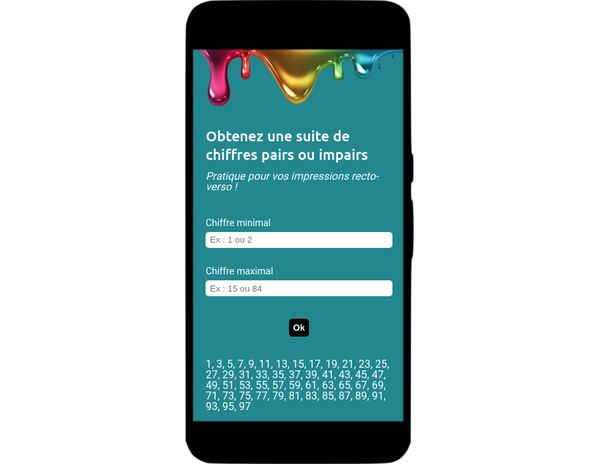 Obtenez une suite de
chiffres pairs ou impairs
Pratique pour vos impressions recto-
verso !
Chiffre minimal
Ex : 1 ou 2
Chiffre maximal
Ex : 15 ou 84
Ok
1, 3, 5, 7, 9, 11, 13, 15, 17, 19, 21, 23, 25,
27, 29, 31, 33, 35, 37, 39, 41, 43, 45, 47,
49, 51, 53, 55, 57, 59, 61, 63, 65, 67, 69,
71, 73, 75, 77, 79, 81, 83, 85, 87, 89, 91,
93, 95, 97